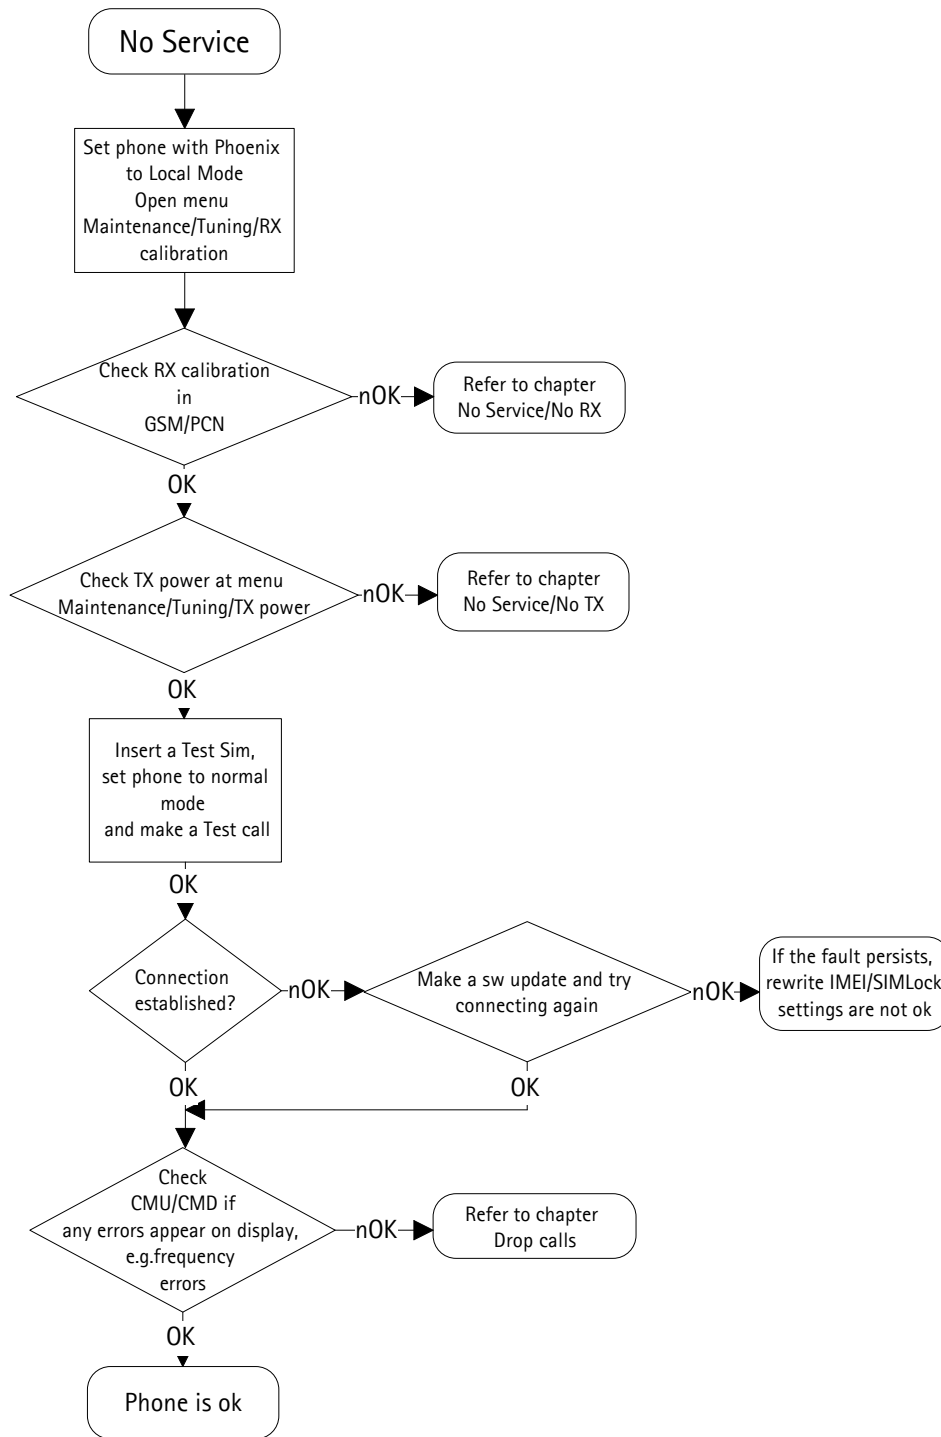 No Service
Set phone with Phoenix
to Local Mode
Open menu
Maintenance/Tuning/RX
calibration
Check RX calibration
in
GSM/PCN
nOK
Refer to chapter
No Service/No RX
OK
Check TX power at menu
Maintenance/Tuning/TX power
nOK
Refer to chapter
No Service/No TX
OK
Insert a Test Sim,
set phone to normal
mode
and make a Test call
OK
Connection
established?
nOK
Make a sw update and try
connecting again
nOK
If the fault persists,
rewrite IMEI/SIMLock
settings are not ok
OK
OK
Check
CMU/CMD if
any errors appear on display,
e.g.frequency
errors
nOK
Refer to chapter
Drop calls
OK
Phone is ok